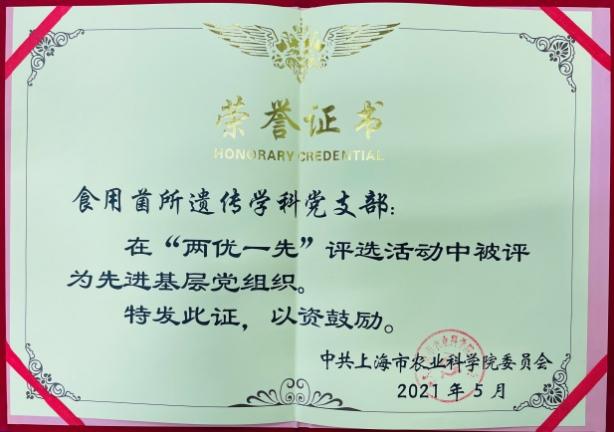 荣誉证书
HONORARY CREDENTIAL
食用菌所遗传学科党支部：
在“两优一先”评选活动中被评
为先进基层党组织。
特发此证，以资鼓励。
中共上海市农业科学院委员会
2021年5月